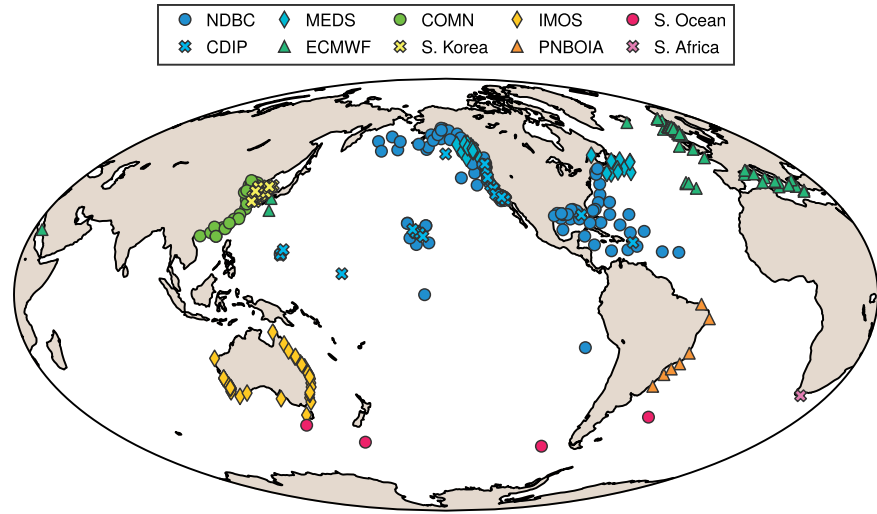 NDBC MEDS COMN IMOS S. Ocean
CDIP ECMWF S. Korea PNBOIA S. Africa